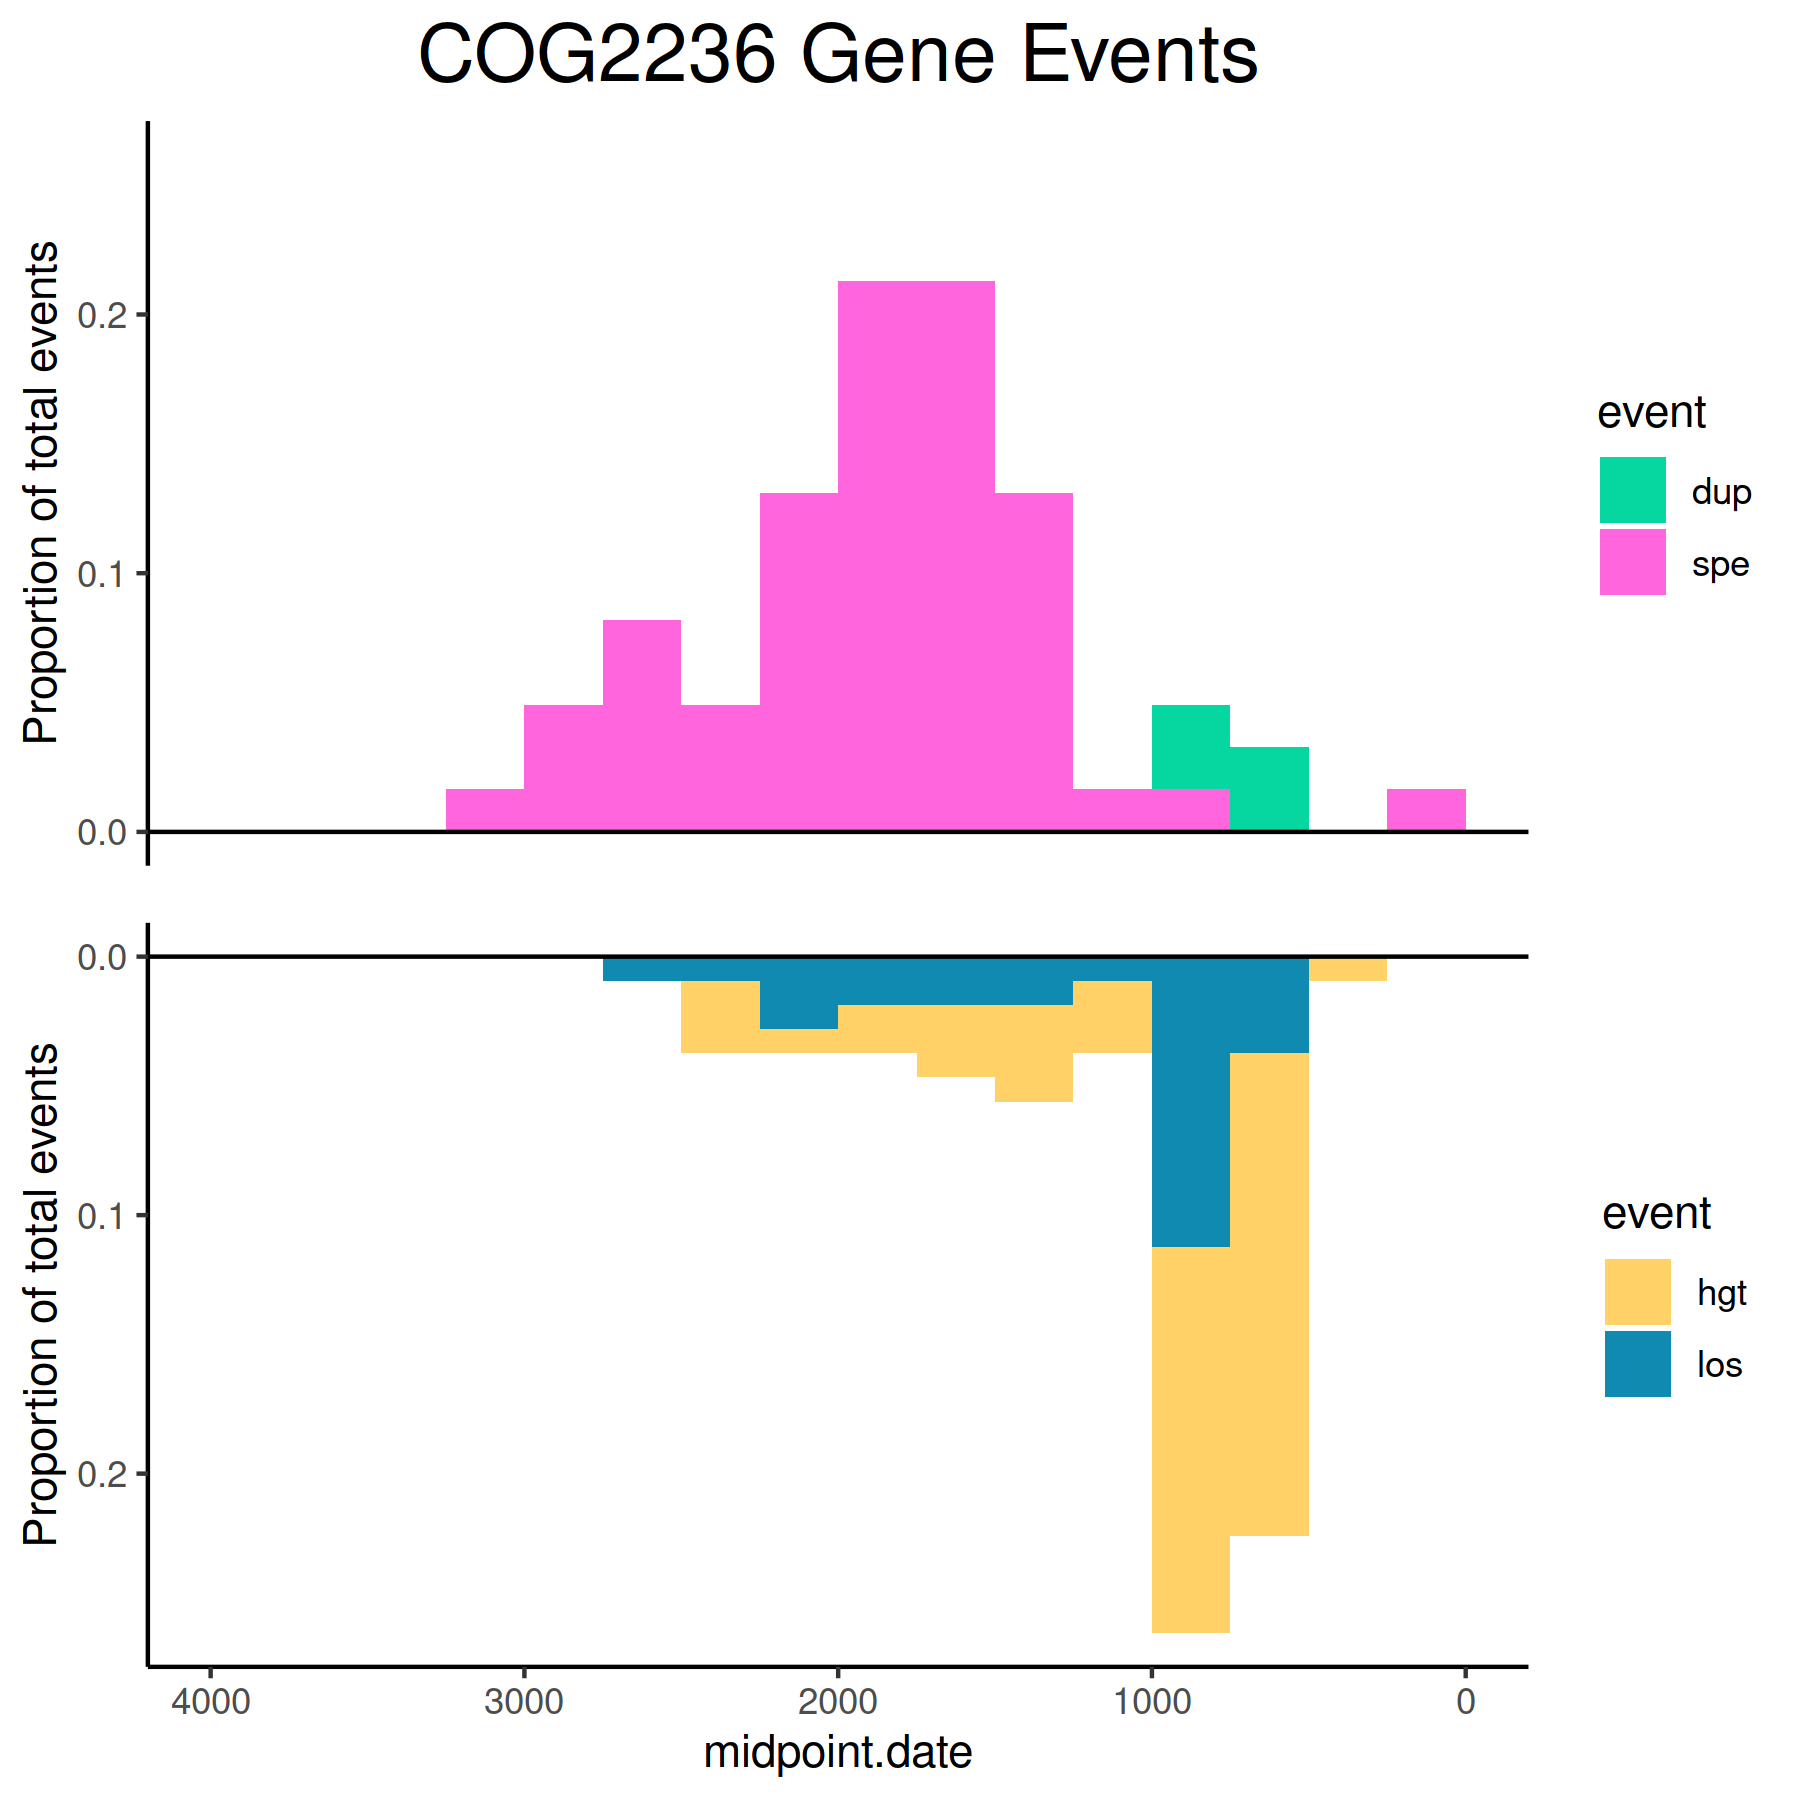 COG2236 Gene Events
Proportion of total events
0.2
0.1
0.0
event
dup
spe
Proportion of total events
0.0
0.1
0.2
event
hgt
los
4000 3000 2000 1000 0
midpoint.date